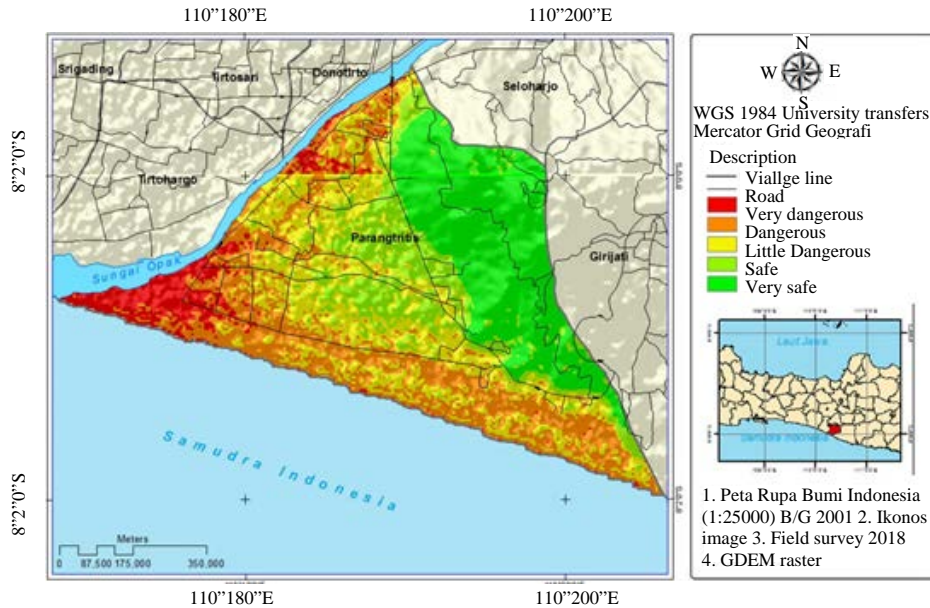 110”180”E
110”200”E
Srigading
Tirtosari
Donotirto
Seloharjo
8”2”0”S
Tirtohargo
Parangtritis
Girijati
Sungai Opak
Samudra Indonesia
8”2”0”S
Meters
0 87,500 175,000 350,000
110”180”E
110”200”E
N
W E
S
WGS 1984 University transfers
Mercator Grid Geografi
Description
Viallge line
Road
Very dangerous
Dangerous
Little Dangerous
Safe
Very safe
Laut Jawa
Samudra Indonesia
1. Peta Rupa Bumi Indonesia
(1:25000) B/G 2001 2. Ikonos
image 3. Field survey 2018
4. GDEM raster